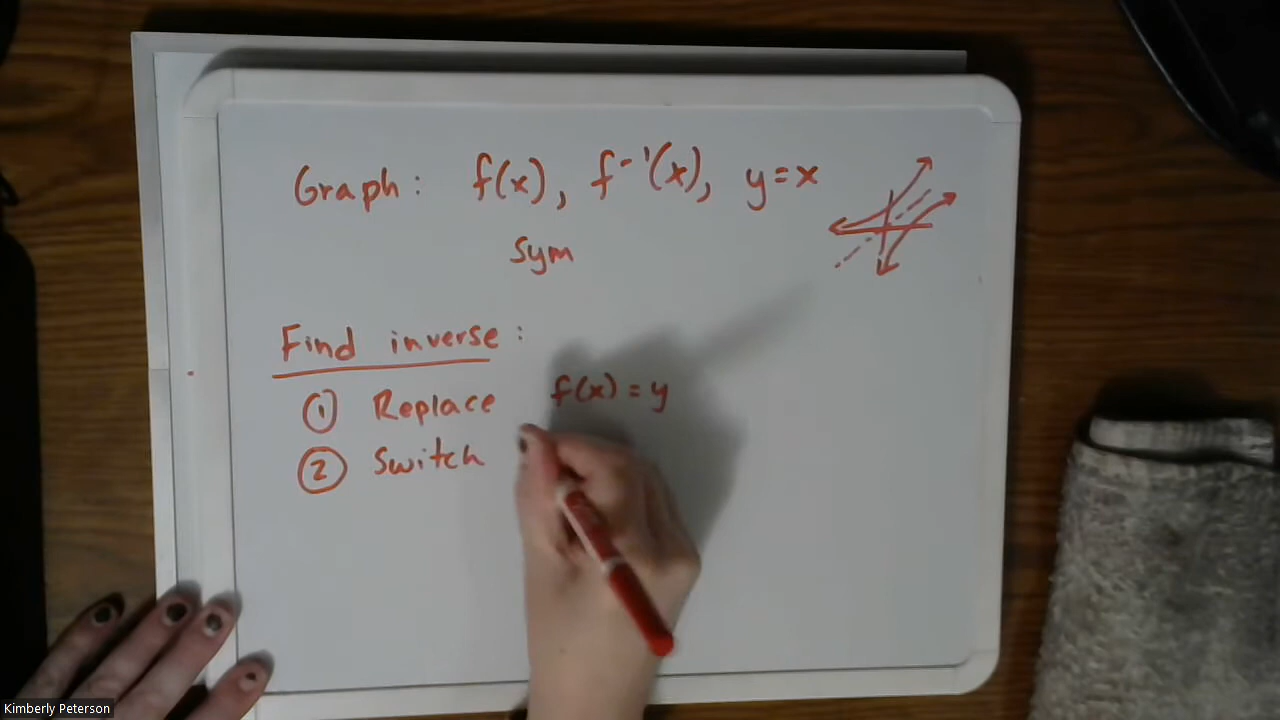 Graph: f(x), f⁻¹(x), y=x
Sym
Find inverse:
① Replace f(x) = y
② Switch
Kimberly Peterson